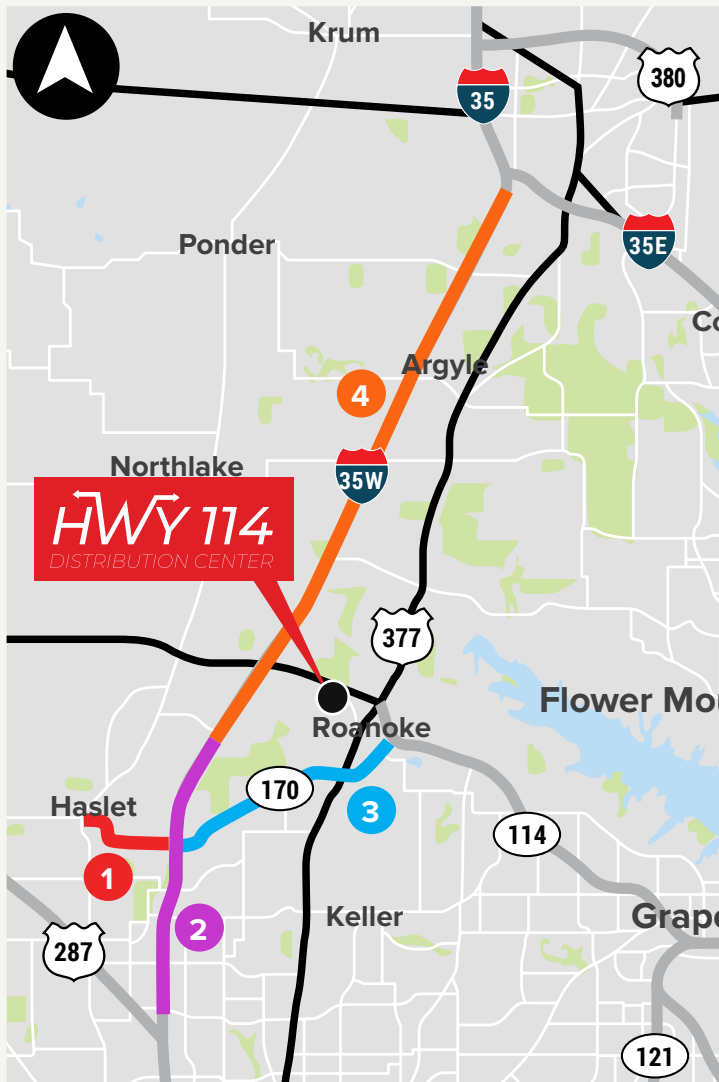 Krum
380
35
Ponder
35E
Co
Argyle
4
Northlake
35W
HWY 114
DISTRIBUTION CENTER
377
Flower Mou
Roanoke
170
Haslet
3
114
1
Keller
Grape
2
287
121